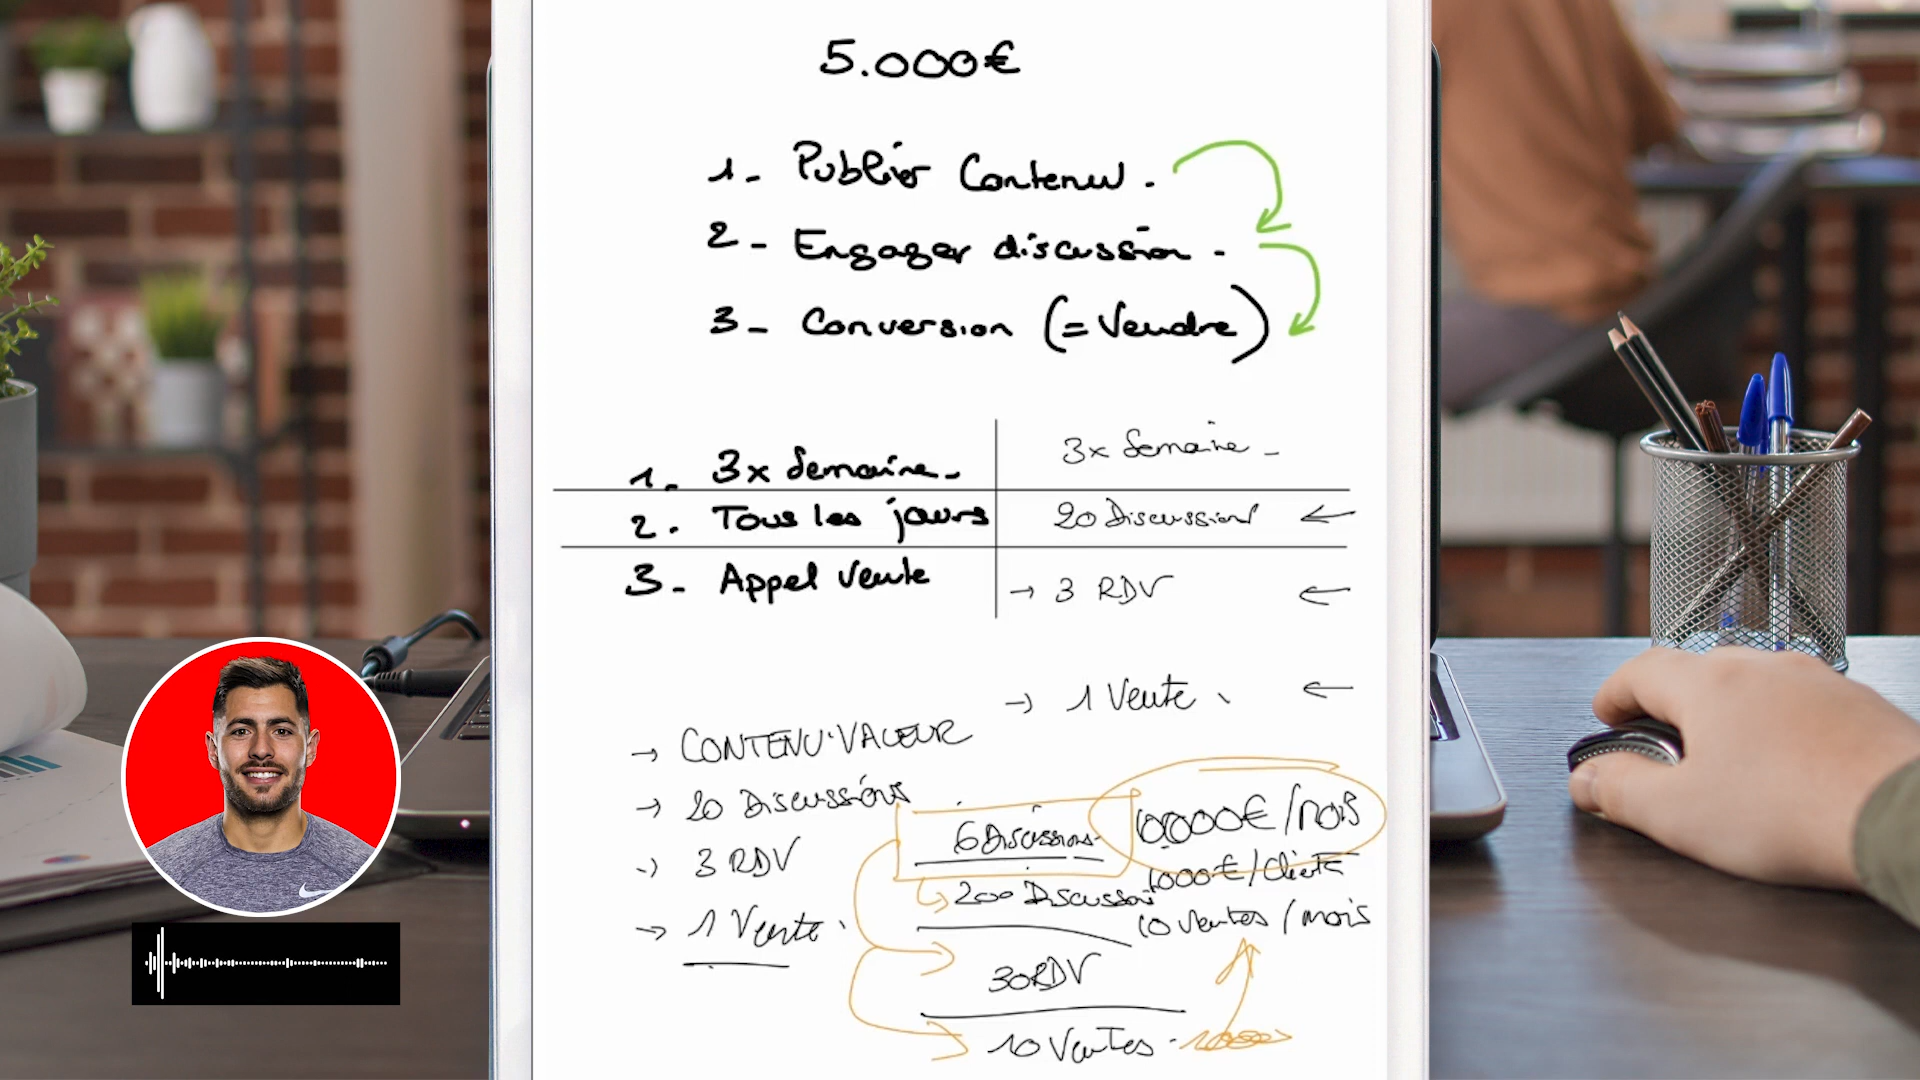 5.000€
1- Publier Contenu.
2- Engager discussion.
3- Conversion (= Vendre)
1. 3x Semaine-
3x Semaine -
2. Tous les jours
20 Discussions ←
3- Appel Vente
→ 3 RDV ←
→ 1 Vente. ←
→ CONTENU VALEUR
→ 20 Discussions
→ 3 RDV
→ 1 Vente.
6 Discussions
200 Discussions
30 RDV
10 Ventes.
10000€/MOIS
1000€/Client
10 Ventes / mois